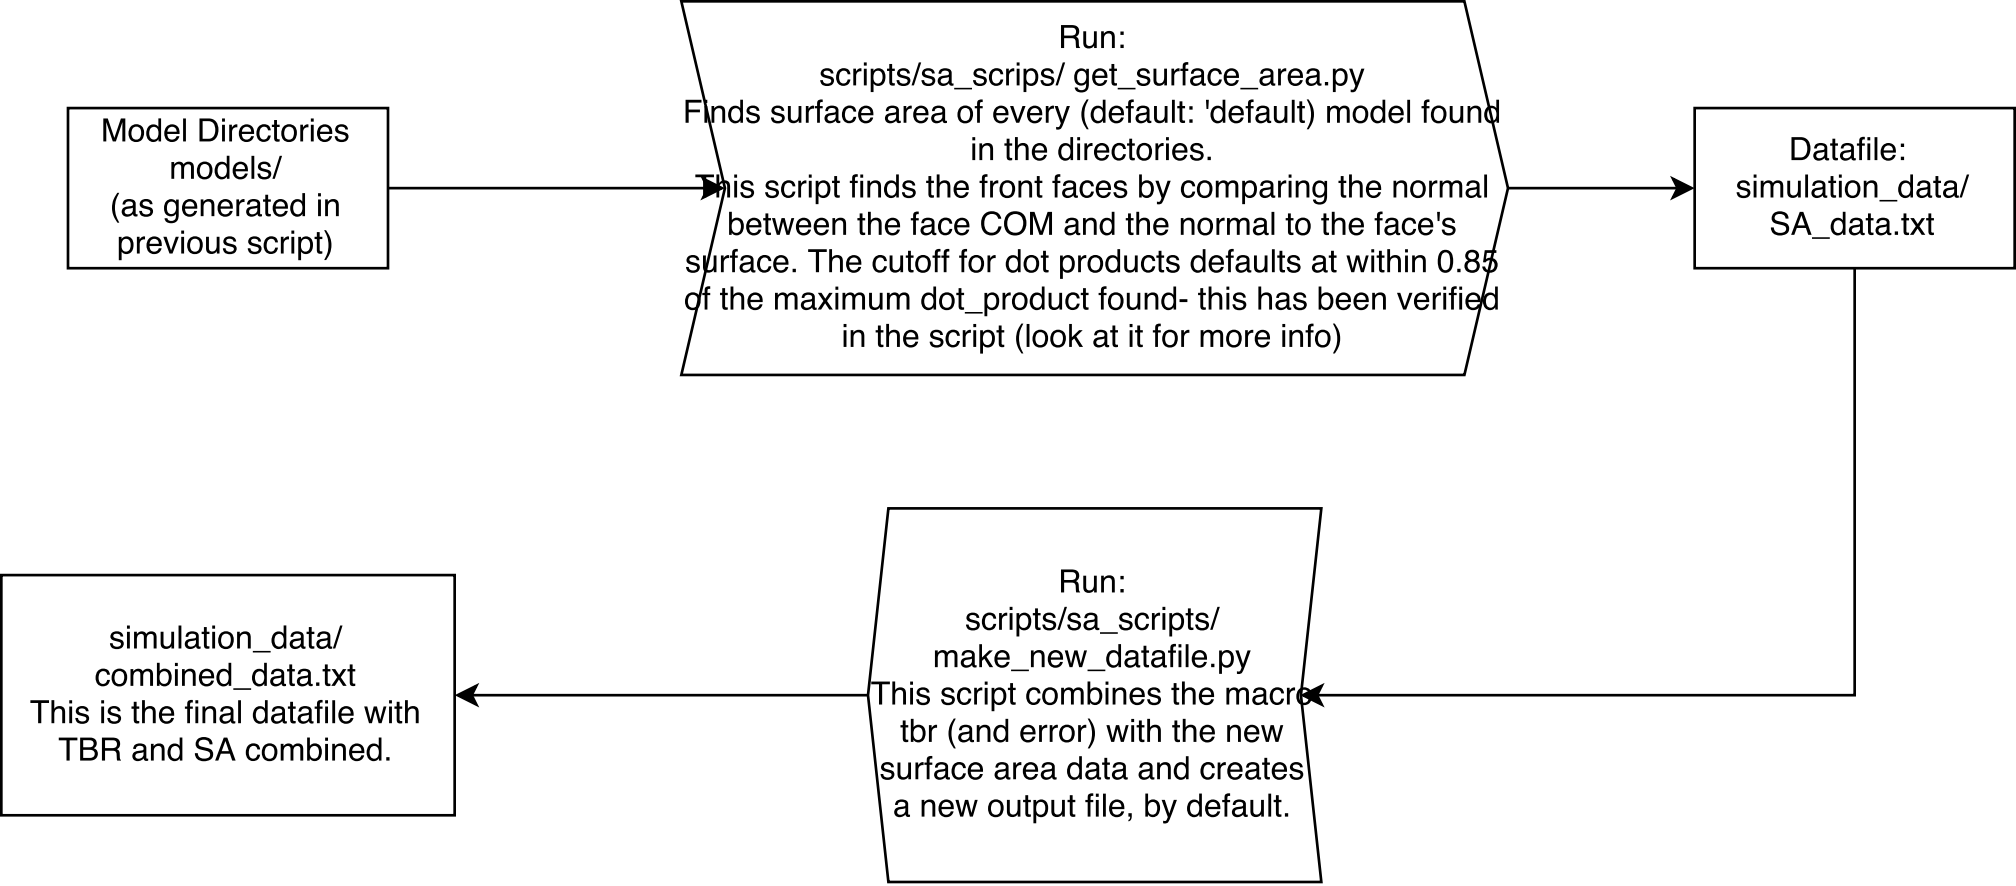 Model Directories
models/
(as generated in
previous script)
Run:
scripts/sa_scrips/ get_surface_area.py
Finds surface area of every (default: 'default) model found
in the directories.
This script finds the front faces by comparing the normal
between the face COM and the normal to the face's
surface. The cutoff for dot products defaults at within 0.85
of the maximum dot_product found- this has been verified
in the script (look at it for more info)
Datafile:
simulation_data/
SA_data.txt
Run:
scripts/sa_scripts/
make_new_datafile.py
This script combines the macro
tbr (and error) with the new
surface area data and creates
a new output file, by default.
simulation_data/
combined_data.txt
This is the final datafile with
TBR and SA combined.